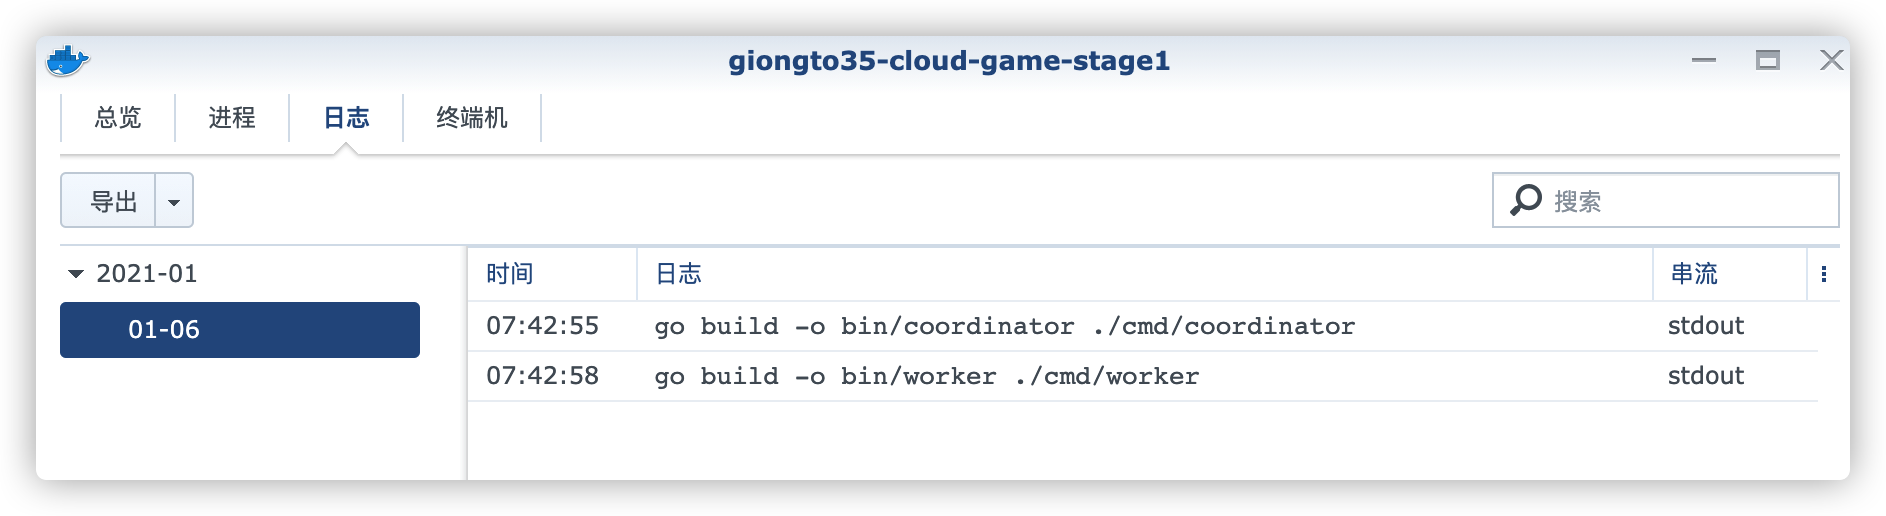 giongto35-cloud-game-stage1
总览 进程 日志 终端机
导出 搜索
2021-01
01-06
时间 日志 串流
07:42:55 go build -o bin/coordinator ./cmd/coordinator stdout
07:42:58 go build -o bin/worker ./cmd/worker stdout